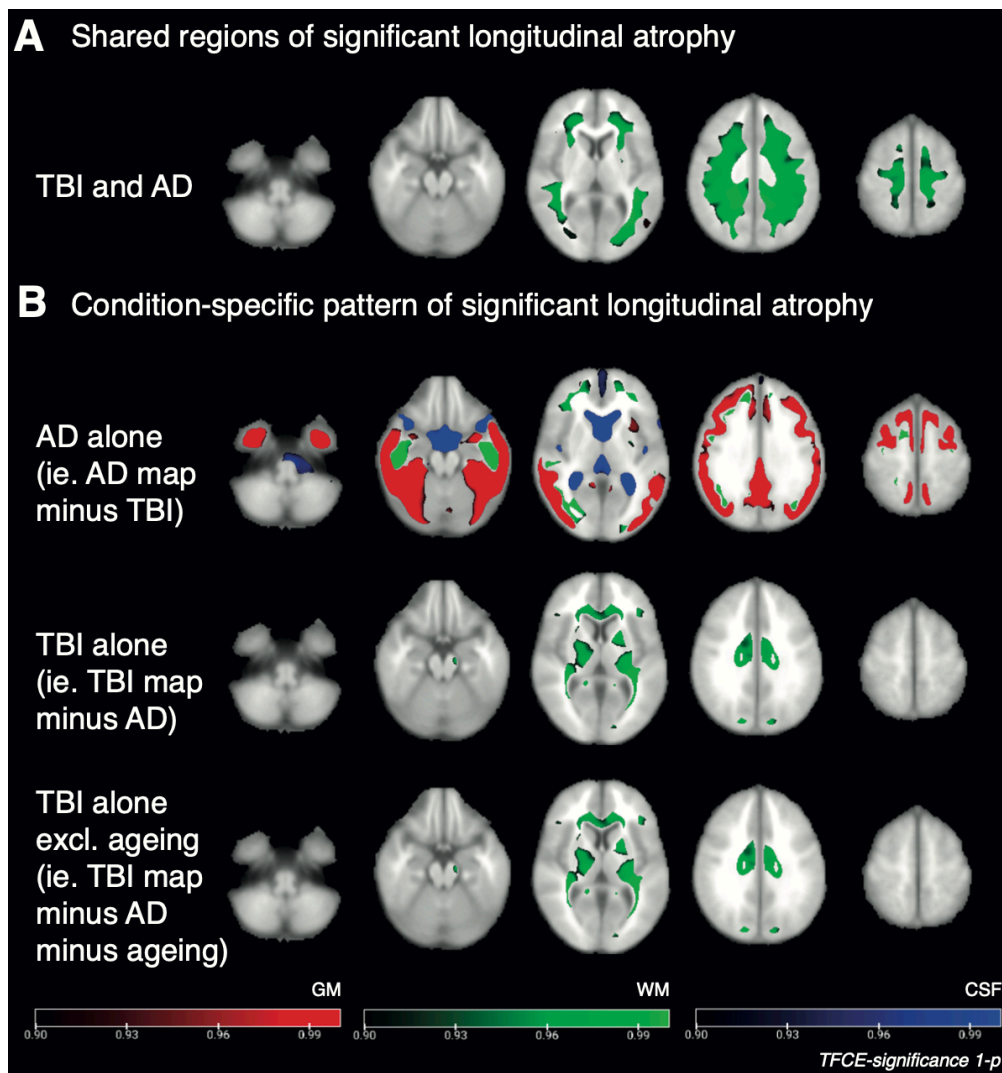 A Shared regions of significant longitudinal atrophy
TBI and AD
B Condition-specific pattern of significant longitudinal atrophy
AD alone
(ie. AD map
minus TBI)
TBI alone
(ie. TBI map
minus AD)
TBI alone
excl. ageing
(ie. TBI map
minus AD
minus ageing)
GM
0.90 0.93 0.96 0.99
WM
0.90 0.93 0.96 0.99
CSF
0.90 0.93 0.96 0.99
TFCE-significance 1-p